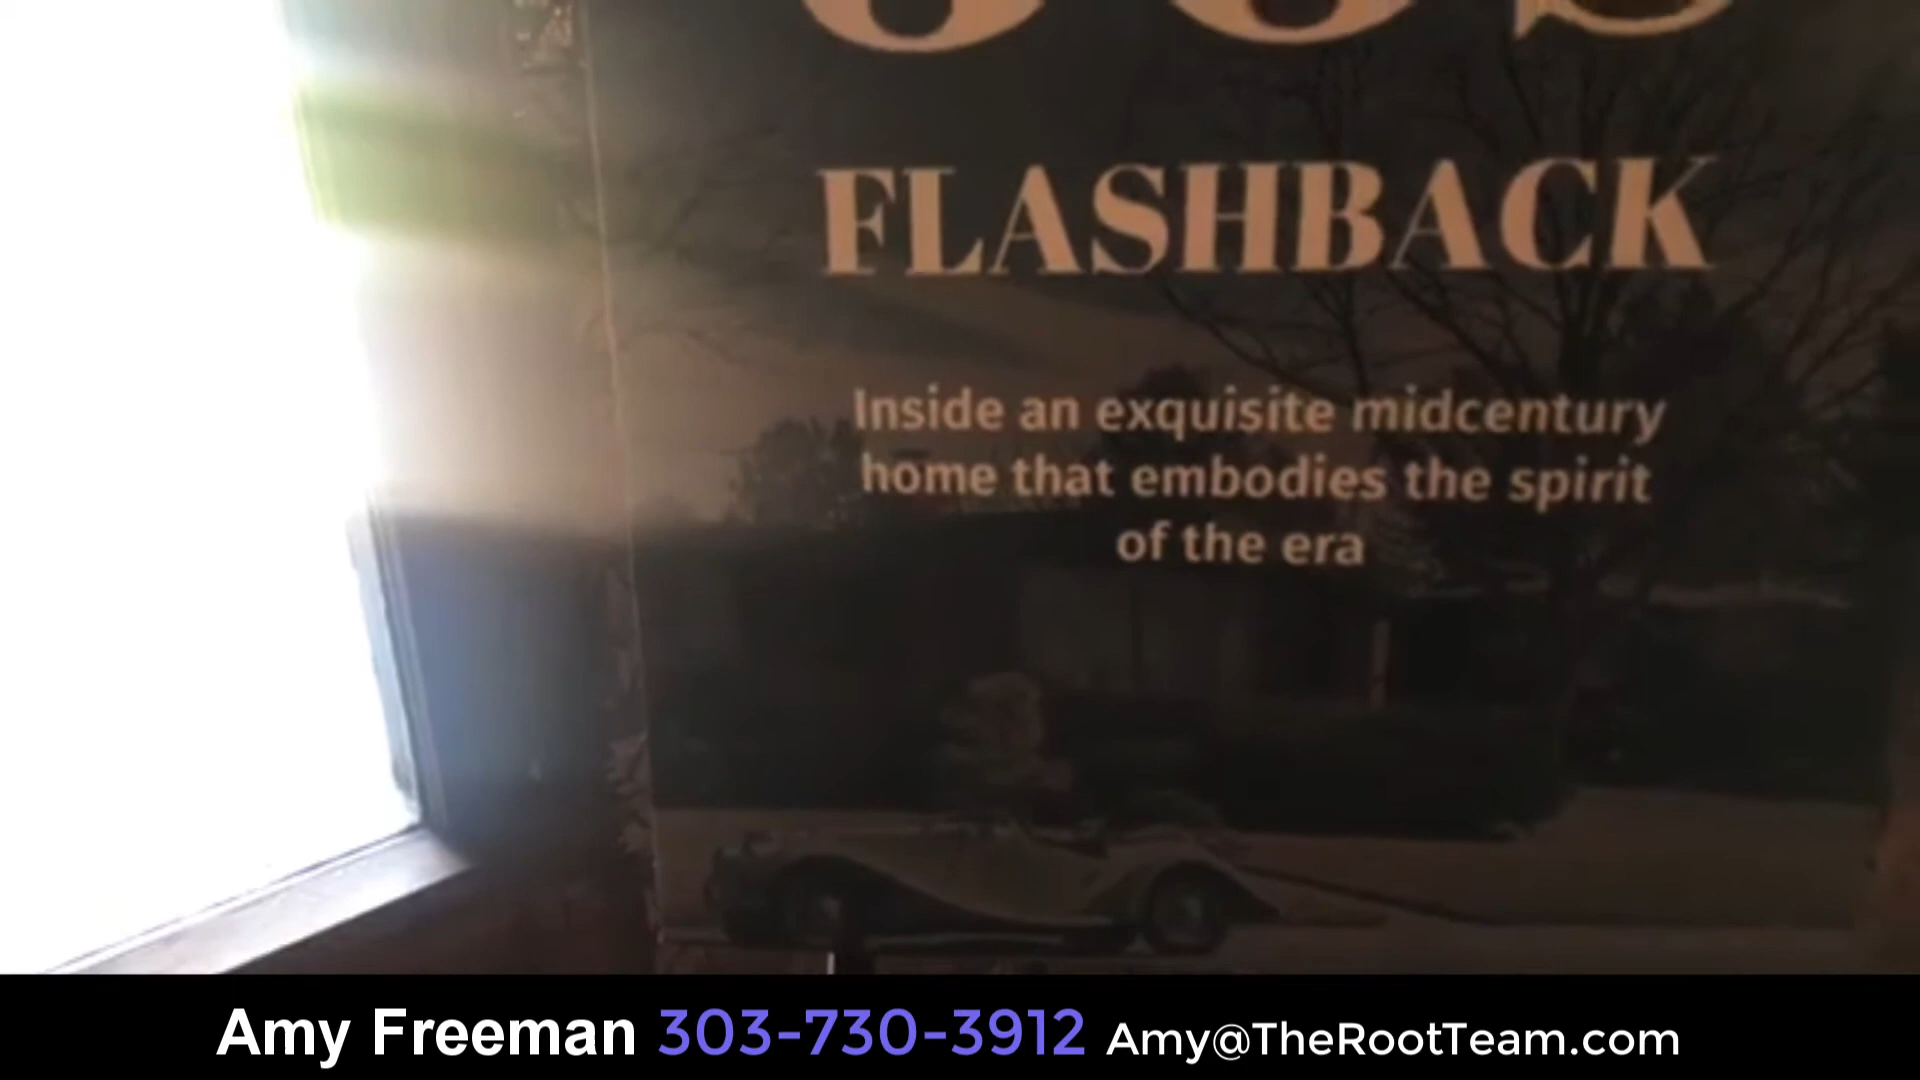 FLASHBACK
Inside an exquisite midcentury
home that embodies the spirit
of the era
Amy Freeman 303-730-3912 Amy@TheRootTeam.com